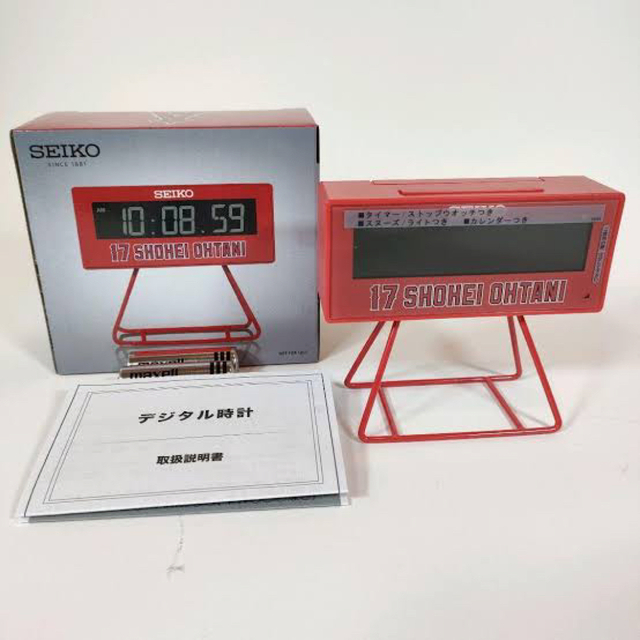 SEIKO
SINCE 1881
SEIKO
10:08.59
17 SHOHEI OHTANI
SEIKO
■タイマー/ストップウオッチつき
■スヌーズ/ライトつき ■カレンダーつき
17 SHOHEI OHTANI
maxell
maxell
デジタル時計
取扱説明書